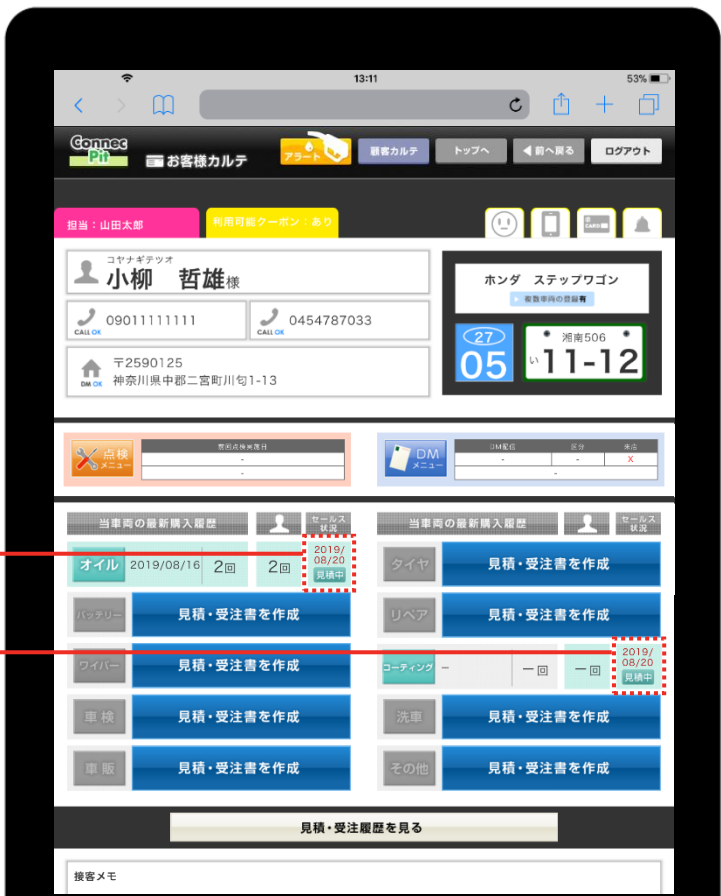 13:11
53%
Connec
Pit
お客様カルテ
アラート
顧客カルテ
トップへ
◀前へ戻る
ログアウト
担当：山田太郎
利用可能クーポン：あり
CARD
コヤナギテツオ
小柳 哲雄様
CALL OK
09011111111
CALL OK
0454787033
DM OK
〒2590125
神奈川県中郡二宮町川匂1-13
ホンダ ステップワゴン
複数車両の登録有
27
05
湘南506
い 11-12
点検
メニュー
前回点検実施日
-
-
DM
メニュー
DM配信 区分 来店
- - X
-
当車両の最新購入履歴
セールス
状況
オイル 2019/08/16 2回 2回
2019/
08/20
見積中
バッテリー 見積・受注書を作成
ワイパー 見積・受注書を作成
車検 見積・受注書を作成
車販 見積・受注書を作成
当車両の最新購入履歴
セールス
状況
タイヤ 見積・受注書を作成
リペア 見積・受注書を作成
コーティング － －回 －回
2019/
08/20
見積中
洗車 見積・受注書を作成
その他 見積・受注書を作成
見積・受注履歴を見る
接客メモ